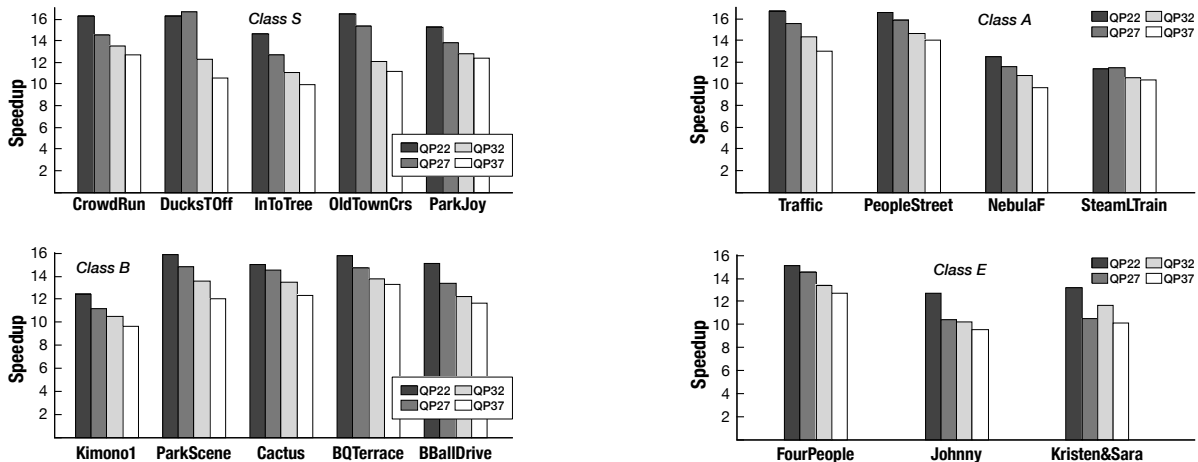 Class S
Speedup
16
14
12
10
8
6
4
2
QP22 QP32
QP27 QP37
CrowdRun DucksTOff InToTree OldTownCrs ParkJoy
Class A
Speedup
16
14
12
10
8
6
4
2
QP22 QP32
QP27 QP37
Traffic PeopleStreet NebulaF SteamLTrain
Class B
Speedup
16
14
12
10
8
6
4
2
QP22 QP32
QP27 QP37
Kimono1 ParkScene Cactus BQTerrace BBallDrive
Class E
Speedup
16
14
12
10
8
6
4
2
QP22 QP32
QP27 QP37
FourPeople Johnny Kristen&Sara